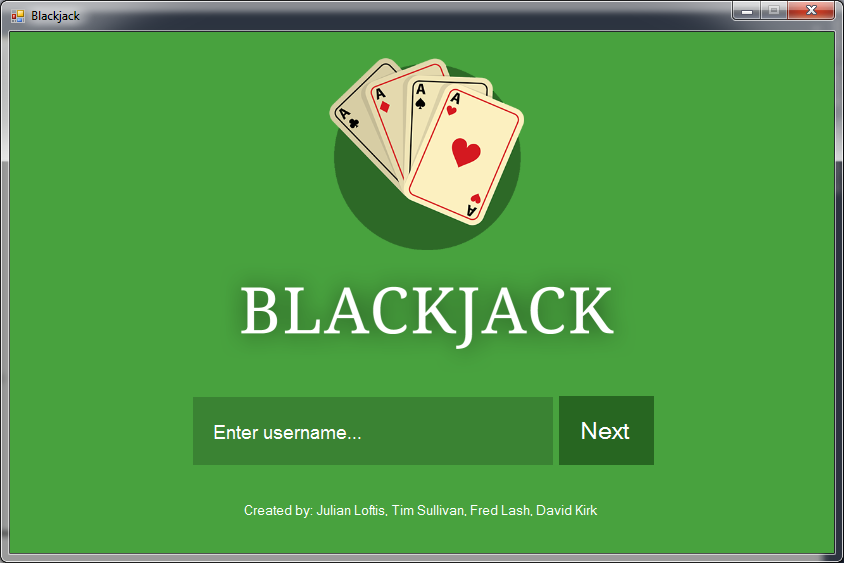 Blackjack
A
A
A
A
A
BLACKJACK
Enter username...
Next
Created by: Julian Loftis, Tim Sullivan, Fred Lash, David Kirk